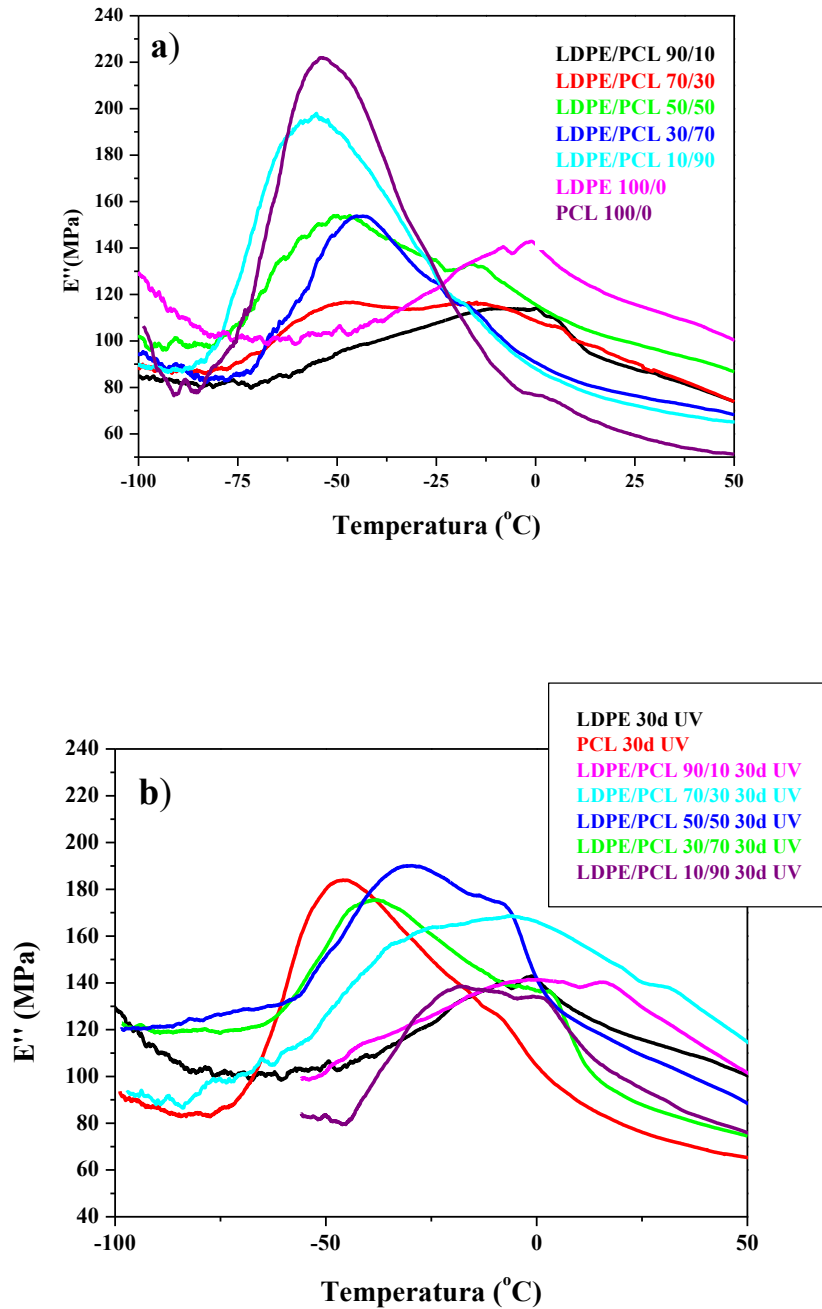 a)
LDPE/PCL 90/10
LDPE/PCL 70/30
LDPE/PCL 50/50
LDPE/PCL 30/70
LDPE/PCL 10/90
LDPE 100/0
PCL 100/0
240
220
200
180
160
140
120
100
80
60
E''(MPa)
-100 -75 -50 -25 0 25 50
Temperatura (°C)
b)
LDPE 30d UV
PCL 30d UV
LDPE/PCL 90/10 30d UV
LDPE/PCL 70/30 30d UV
LDPE/PCL 50/50 30d UV
LDPE/PCL 30/70 30d UV
LDPE/PCL 10/90 30d UV
240
220
200
180
160
140
120
100
80
60
40
E'' (MPa)
-100 -50 0 50
Temperatura (°C)